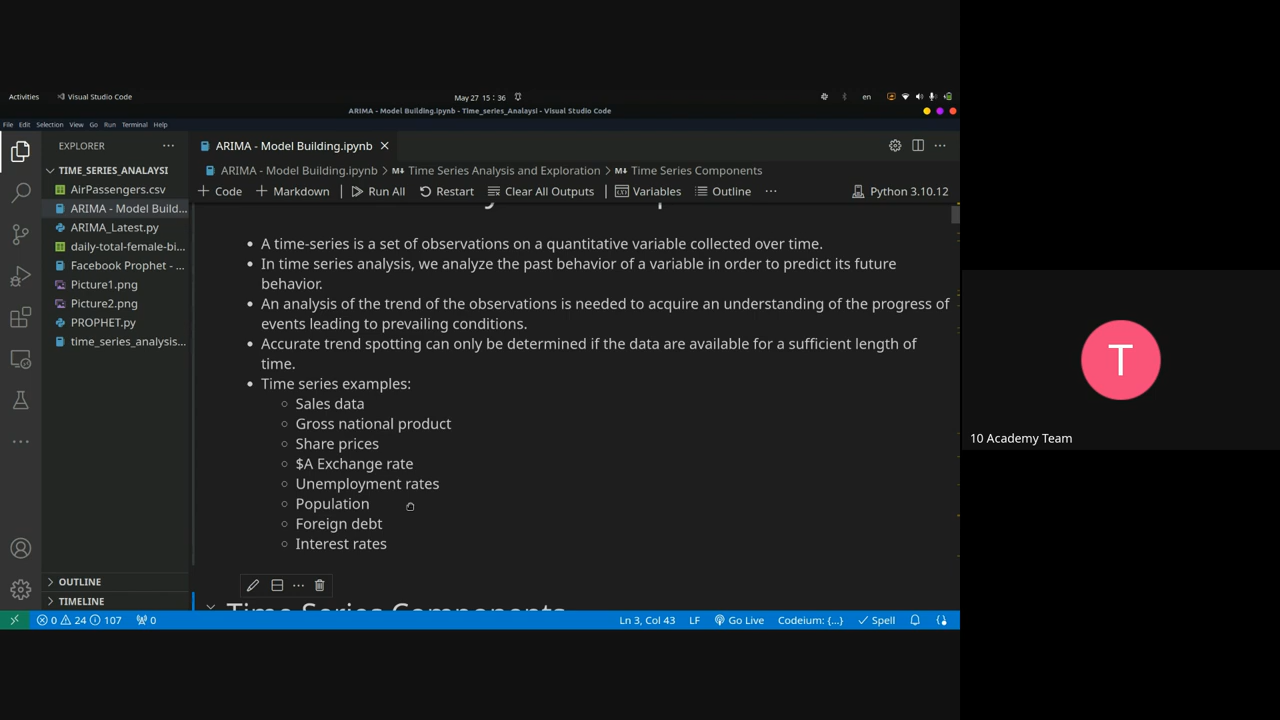 Activities
Visual Studio Code
May 27 15:36
en
ARIMA - Model Building.ipynb - Time_series_Analaysi - Visual Studio Code
File Edit Selection View Go Run Terminal Help
EXPLORER
ARIMA - Model Building.ipynb
TIME_SERIES_ANALAYSI
AirPassengers.csv
ARIMA - Model Build...
ARIMA_Latest.py
daily-total-female-bi...
Facebook Prophet - ...
Picture1.png
Picture2.png
PROPHET.py
time_series_analysis...
OUTLINE
TIMELINE
ARIMA - Model Building.ipynb > Time Series Analysis and Exploration > Time Series Components
+ Code + Markdown Run All Restart Clear All Outputs Variables Outline ... Python 3.10.12
A time-series is a set of observations on a quantitative variable collected over time.
In time series analysis, we analyze the past behavior of a variable in order to predict its future
behavior.
An analysis of the trend of the observations is needed to acquire an understanding of the progress of
events leading to prevailing conditions.
Accurate trend spotting can only be determined if the data are available for a sufficient length of
time.
Time series examples:
Sales data
Gross national product
Share prices
$A Exchange rate
Unemployment rates
Population
Foreign debt
Interest rates
Time Series Components
0 24 107 0
Ln 3, Col 43 LF Go Live Codeium: {...} Spell
T
10 Academy Team